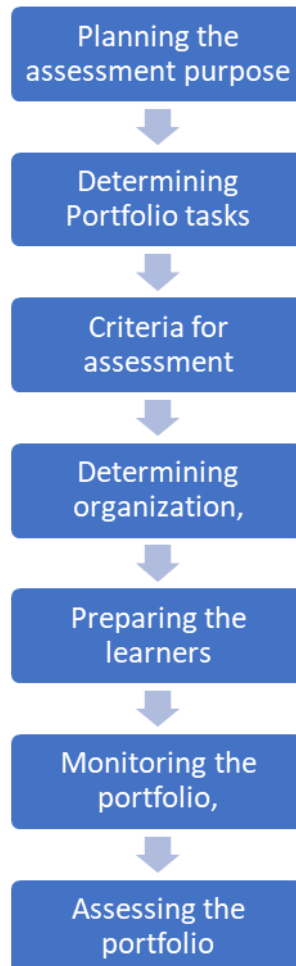 Planning the
assessment purpose
Determining
Portfolio tasks
Criteria for
assessment
Determining
organization,
Preparing the
learners
Monitoring the
portfolio,
Assessing the
portfolio